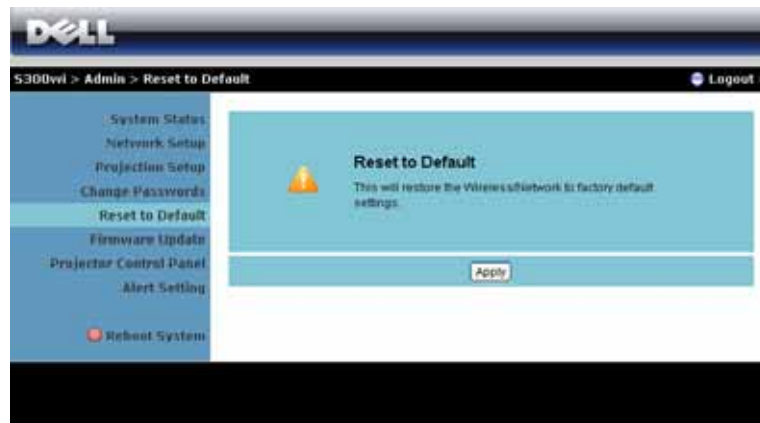 DELL
S300wi > Admin > Reset to Default
Logout
System Status
Network Setup
Projection Setup
Change Passwords
Reset to Default
Firmware Update
Projector Control Panel
Alert Setting
Reboot System
Reset to Default
This will restore the Wireless/Network to factory default
settings.
Apply